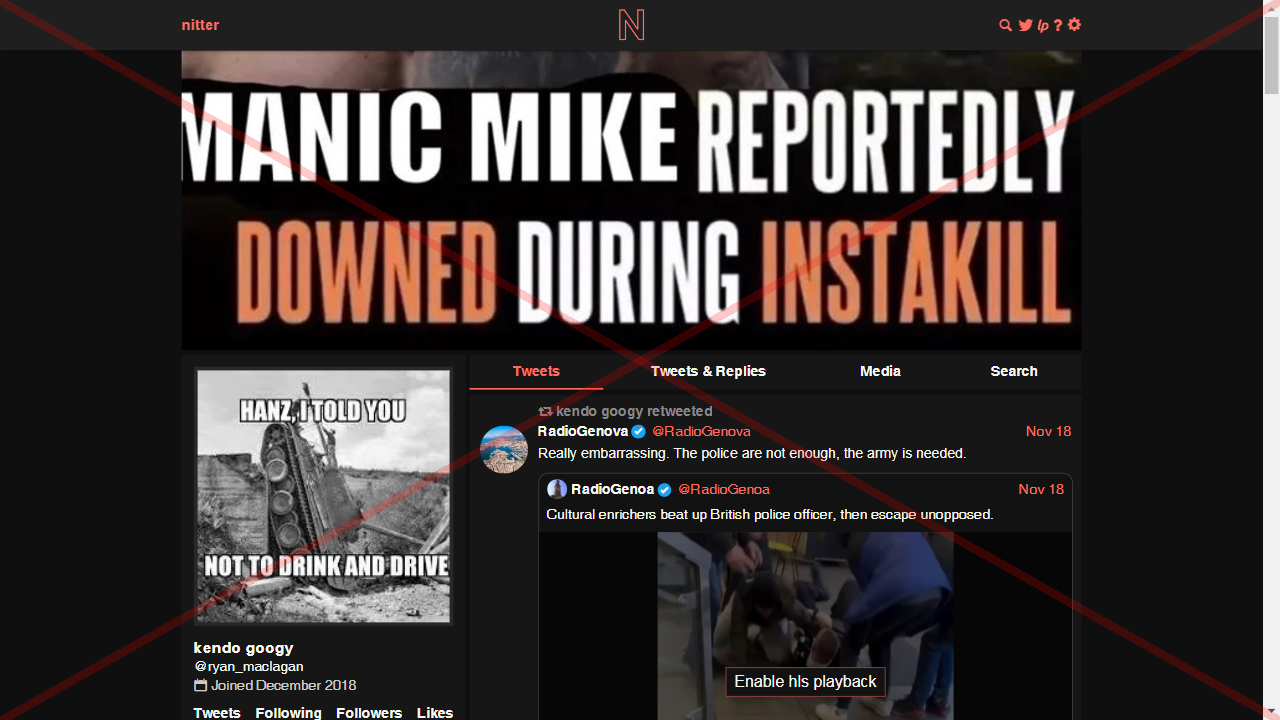 nitter
N
lp ?
MANIC MIKE REPORTEDLY
DOWNED DURING INSTAKILL
Tweets
Tweets & Replies
Media
Search
HANZ, I TOLD YOU
NOT TO DRINK AND DRIVE
kendo googy
@ryan_maclagan
Joined December 2018
Tweets Following Followers Likes
kendo googy retweeted
RadioGenova @RadioGenova Nov 18
Really embarrassing. The police are not enough, the army is needed.
RadioGenoa @RadioGenoa Nov 18
Cultural enrichers beat up British police officer, then escape unopposed.
Enable hls playback